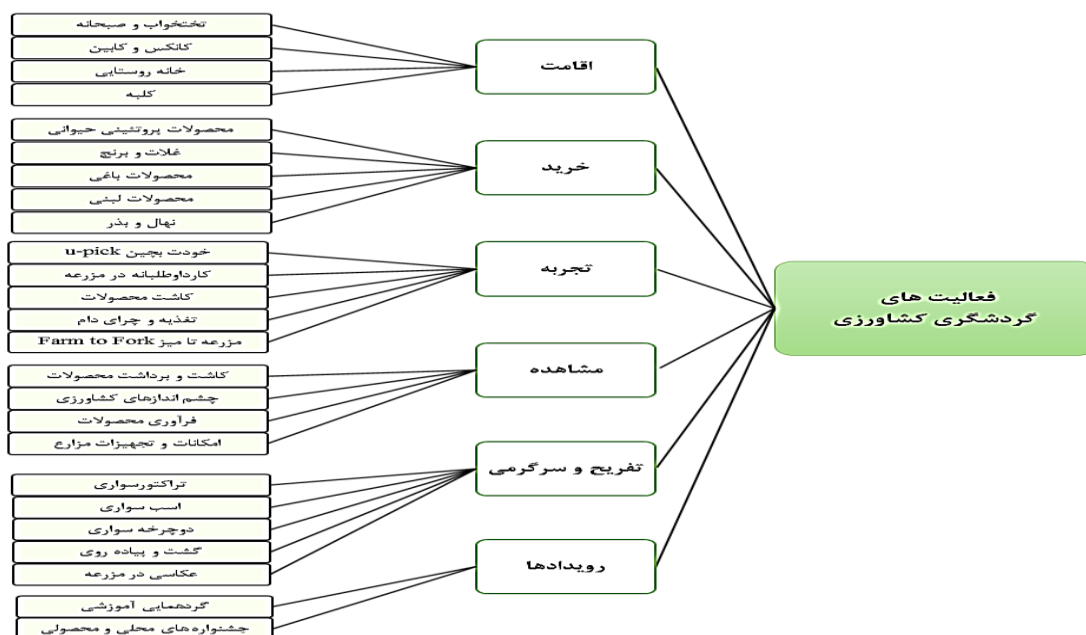 فعالیت های
گردشگری کشاورزی
اقامت
تختخواب و صبحانه
کانکس و کابین
خانه روستایی
کلبه
خرید
محصولات پروتئینی حیوانی
غلات و برنج
محصولات باغی
محصولات لبنی
نهال و بذر
تجربه
خودت بچین u-pick
کارداوطلبانه در مزرعه
کاشت محصولات
تغذیه و چرای دام
مزرعه تا میز Farm to Fork
مشاهده
کاشت و برداشت محصولات
چشم اندازهای کشاورزی
فرآوری محصولات
امکانات و تجهیزات مزارع
تفریح و سرگرمی
تراکتورسواری
اسب سواری
دوچرخه سواری
گشت و پیاده روی
عکاسی در مزرعه
رویدادها
گردهمایی آموزشی
جشنواره های محلی و محصولی